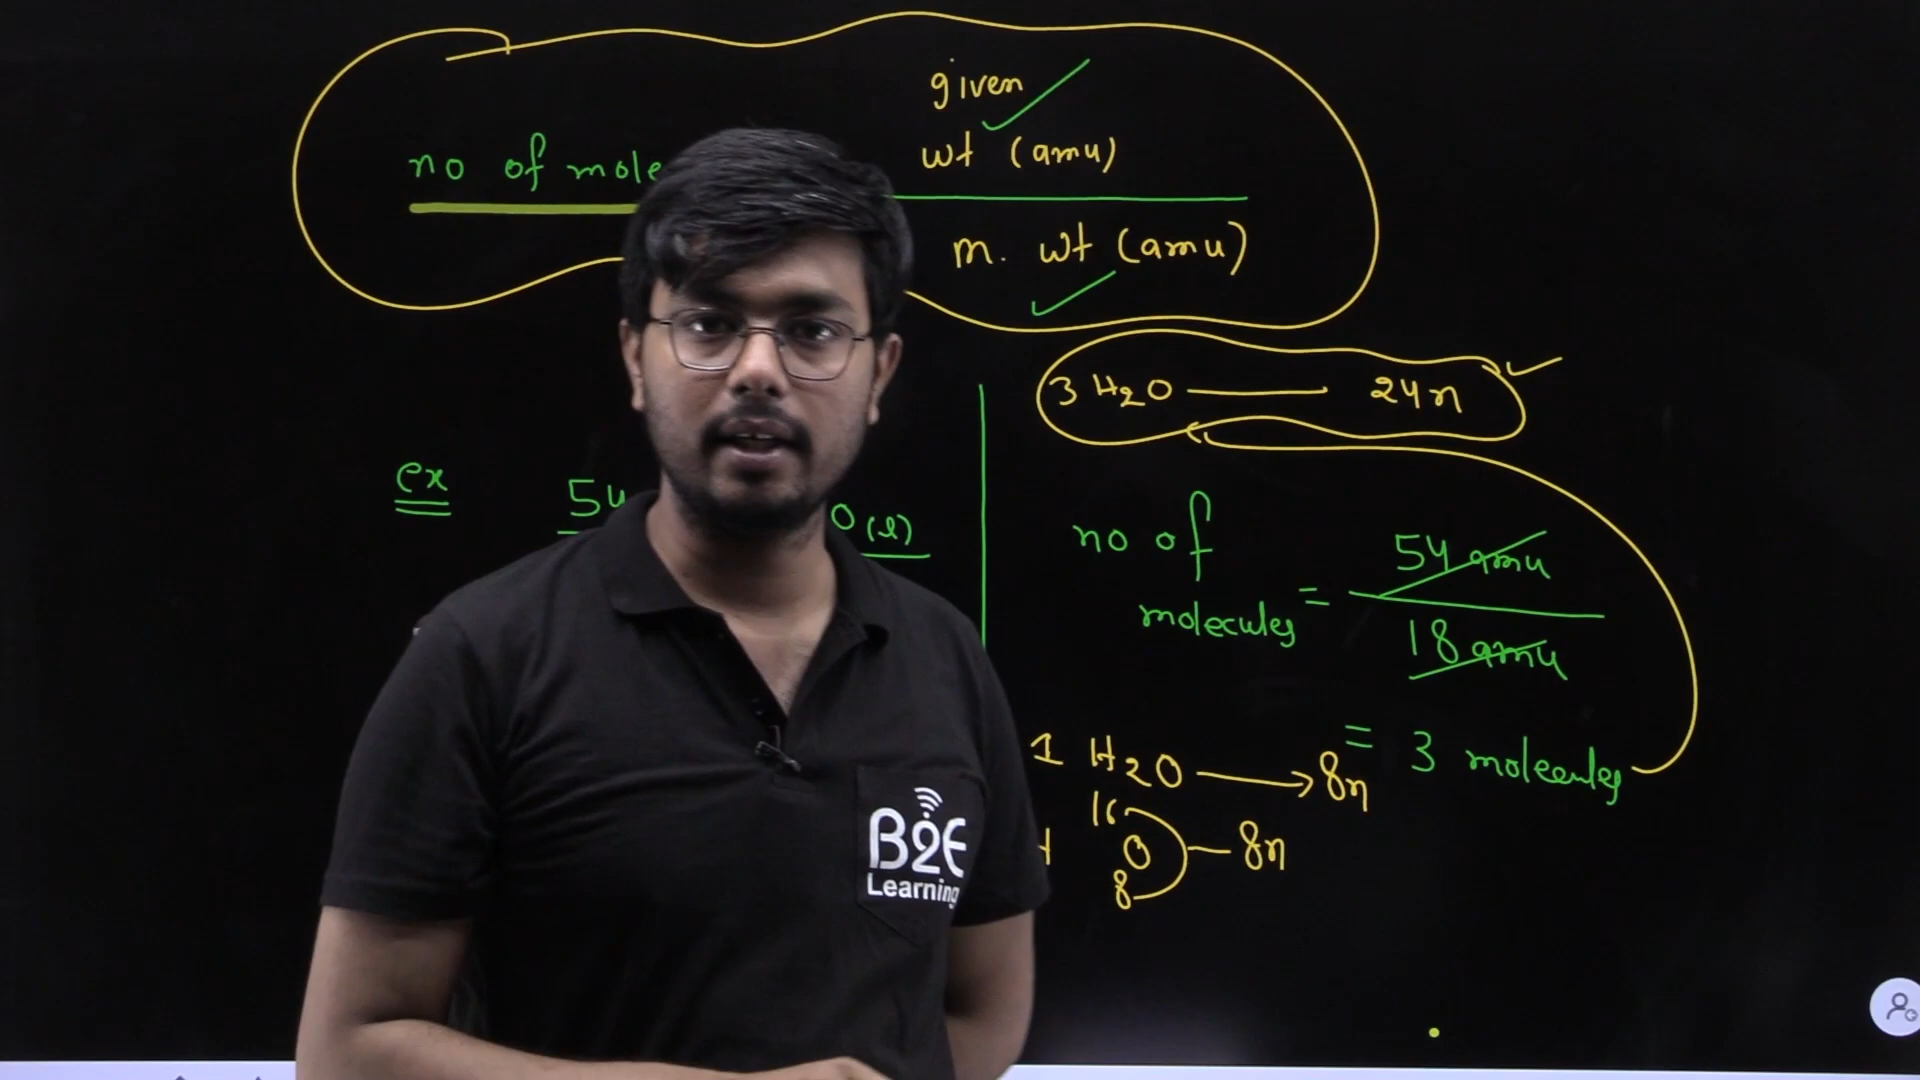 given
no of mole
wt (amu)
m. wt (amu)
3 H2O — 24n
ex
54
O (l)
no of
molecules = 54 amu
18 amu
= 3 molecules
1 H2O → 8n
16
O — 8n
8
B2E
Learning